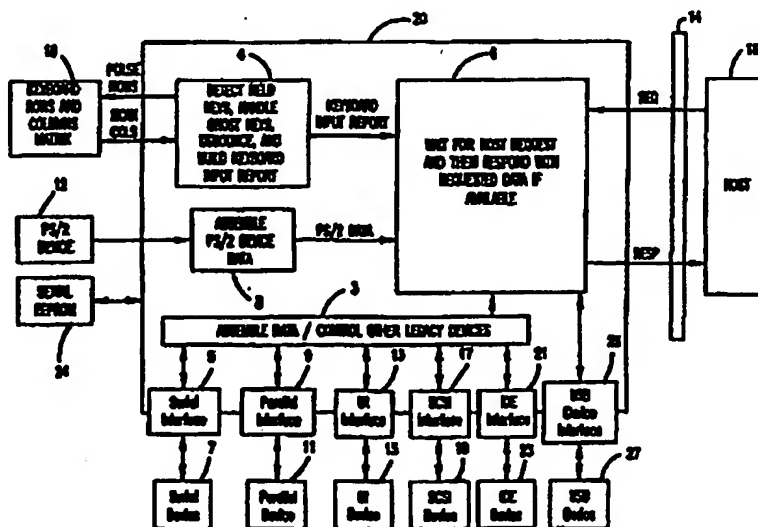 20
14
18
4
6
KEYBOARD
ROWS AND
COLUMNS
MATRIX
PULSE
ROWS
SCAN
COLS
DETECT HELD
KEYS, HANDLE
GHOST KEYS,
DEBOUNCE, AND
BUILD KEYBOARD
INPUT REPORT
KEYBOARD
INPUT REPORT
WAIT FOR HOST REQUEST
AND THEN RESPOND WITH
REQUESTED DATA IF
AVAILABLE
REQ
HOST
RESP
12
PS/2
DEVICE
ASSEMBLE
PS/2 DEVICE
DATA
PS/2 DATA
8
SERIAL
EEPROM
24
3
ASSEMBLE DATA / CONTROL OTHER LEGACY DEVICES
5
9
13
17
21
25
Serial
Interface
Parallel
Interface
Interface
SCSI
Interface
IDE
Interface
USB
Device
Interface
7
11
15
19
23
27
Serial
Device
Parallel
Device
Device
SCSI
Device
IDE
Device
USB
Device